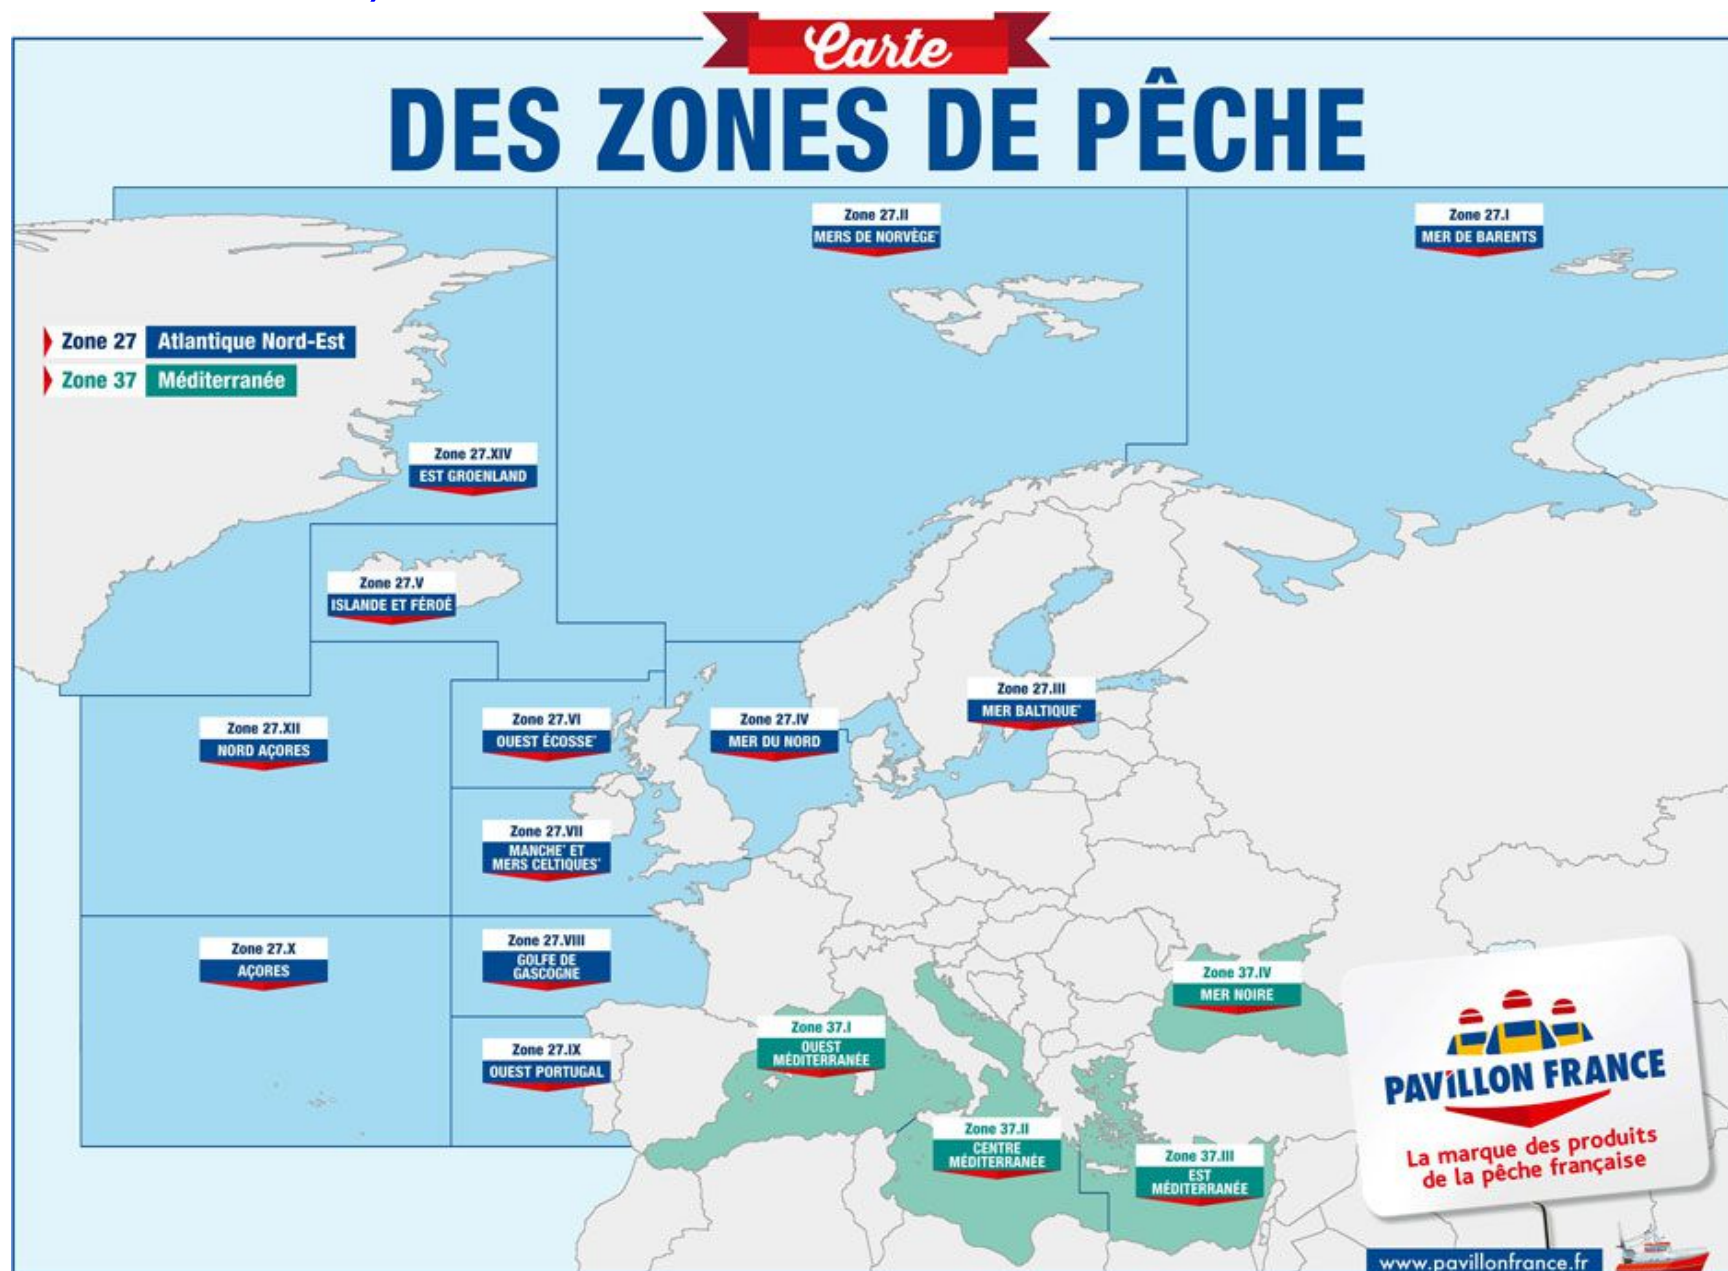 Carte
DES ZONES DE PÊCHE
Zone 27.II
MERS DE NORVÈGE*
Zone 27.I
MER DE BARENTS
Zone 27 Atlantique Nord-Est
Zone 37 Méditerranée
Zone 27.XIV
EST GROENLAND
Zone 27.V
ISLANDE ET FÉROÉ
Zone 27.III
MER BALTIQUE*
Zone 27.XII
NORD AÇORES
Zone 27.VI
OUEST ÉCOSSE*
Zone 27.IV
MER DU NORD
Zone 27.VII
MANCHE* ET
MERS CELTIQUES*
Zone 27.X
AÇORES
Zone 27.VIII
GOLFE DE
GASCOGNE
Zone 37.IV
MER NOIRE
Zone 27.IX
OUEST PORTUGAL
Zone 37.I
OUEST
MÉDITERRANÉE
Zone 37.II
CENTRE
MÉDITERRANÉE
Zone 37.III
EST
MÉDITERRANÉE
PAVILLON FRANCE
La marque des produits
de la pêche française
www.pavillonfrance.fr